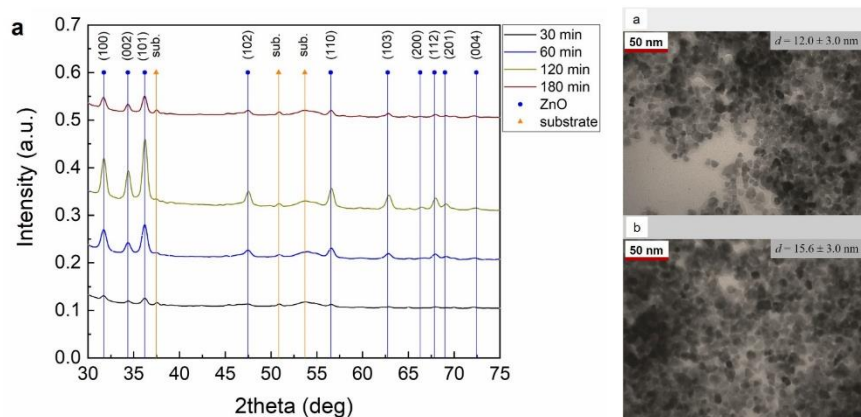 a
0.7
0.6
0.5
0.4
0.3
0.2
0.1
0.0
Intensity (a.u.)
(100)
(002)
(101)
sub.
(102)
sub.
sub.
(110)
(103)
(200)
(112)
(201)
(004)
30 35 40 45 50 55 60 65 70 75
2theta (deg)
30 min
60 min
120 min
180 min
ZnO
substrate
a
50 nm
d = 12.0 ± 3.0 nm
b
50 nm
d = 15.6 ± 3.0 nm